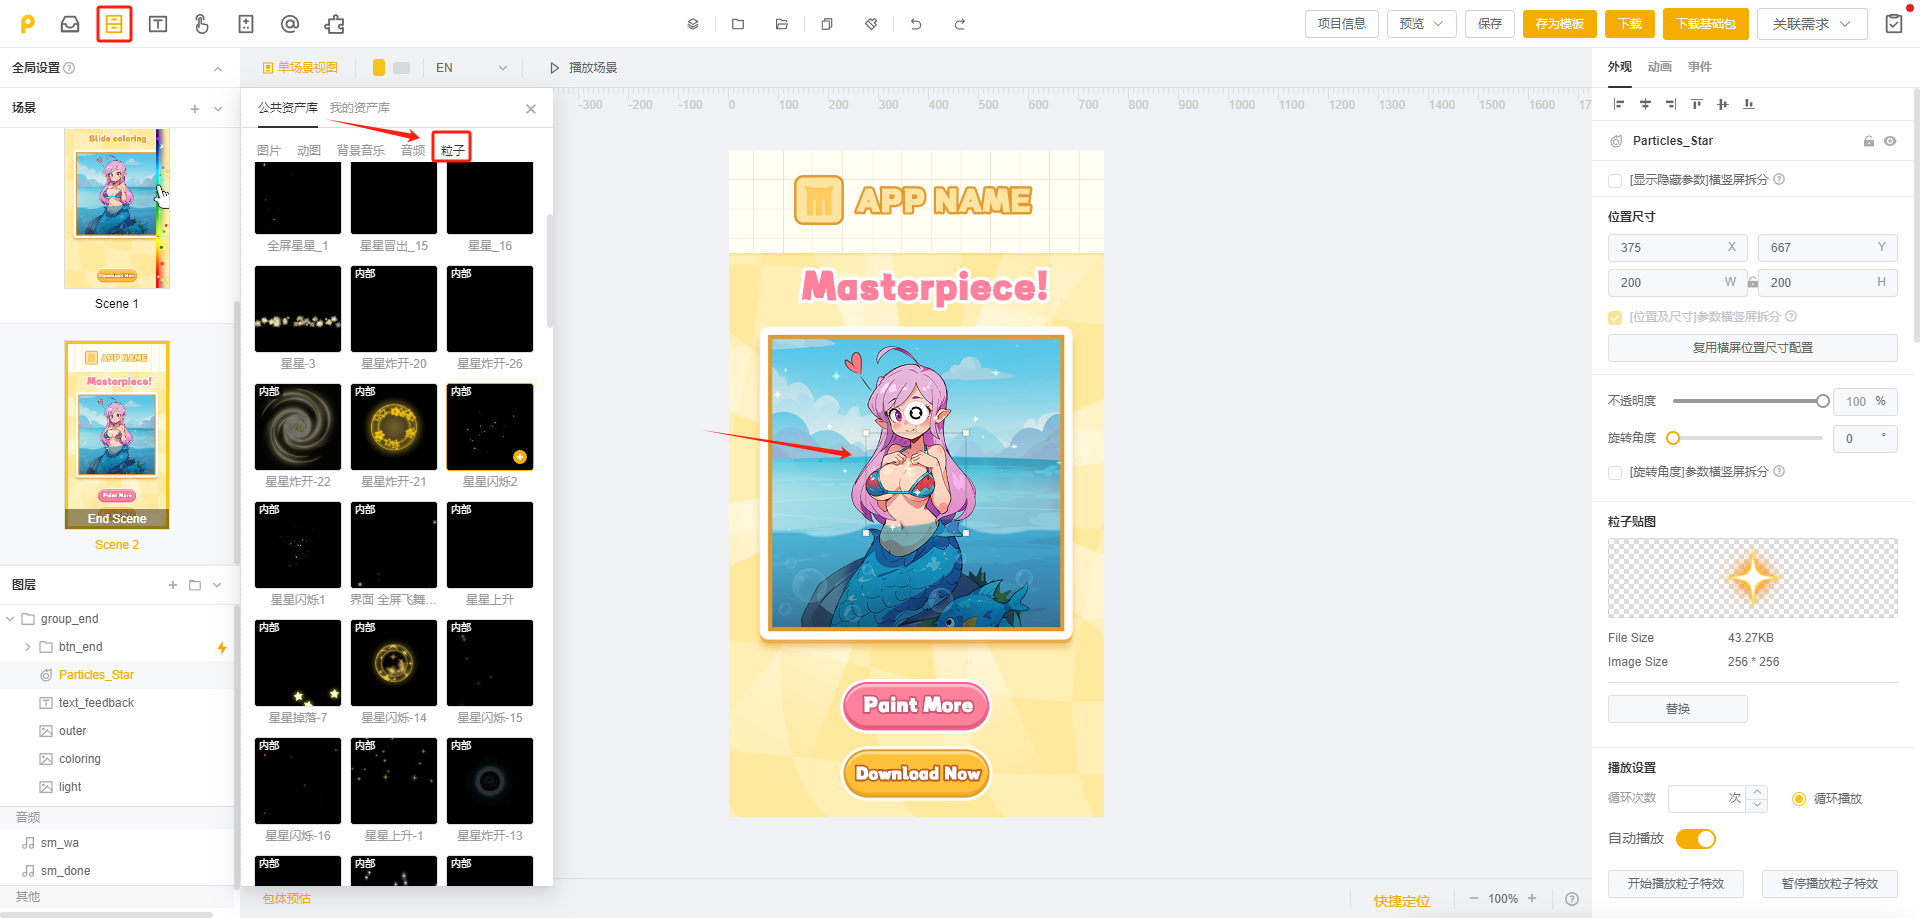 项目信息
预览
保存
存为模板
下载
下载基础包
关联需求
全局设置
单场景视图
EN
播放场景
外观
动画
事件
场景
公共资产库
我的资产库
-300
-200
-100
0
100
200
300
400
500
600
700
800
900
1000
1100
1200
1300
1400
1500
1600
17
图片
动图
背景音乐
音频
粒子
Slide coloring
Download Now
Scene 1
APP NAME
Masterpiece!
Paint More
End Scene
Scene 2
全屏星星_1
星星冒出_15
星星_16
内部
内部
内部
星星-3
星星炸开-20
星星炸开-26
内部
内部
内部
星星炸开-22
星星炸开-21
星星闪烁2
内部
内部
内部
星星闪烁1
界面 全屏飞舞...
星星上升
内部
内部
内部
星星掉落-7
星星闪烁-14
星星闪烁-15
内部
内部
内部
星星闪烁-16
星星上升-1
星星炸开-13
内部
内部
内部
APP NAME
Masterpiece!
Paint More
Download Now
图层
group_end
btn_end
Particles_Star
text_feedback
outer
coloring
light
音频
sm_wa
sm_done
其他
包体预估
快捷定位
100%
Particles_Star
[显示隐藏参数]横竖屏拆分
位置尺寸
375 X
667 Y
200 W
200 H
[位置及尺寸]参数横竖屏拆分
复用横屏位置尺寸配置
不透明度
100 %
旋转角度
0 °
[旋转角度]参数横竖屏拆分
粒子贴图
File Size 43.27KB
Image Size 256 * 256
替换
播放设置
循环次数
次
循环播放
自动播放
开始播放粒子特效
暂停播放粒子特效